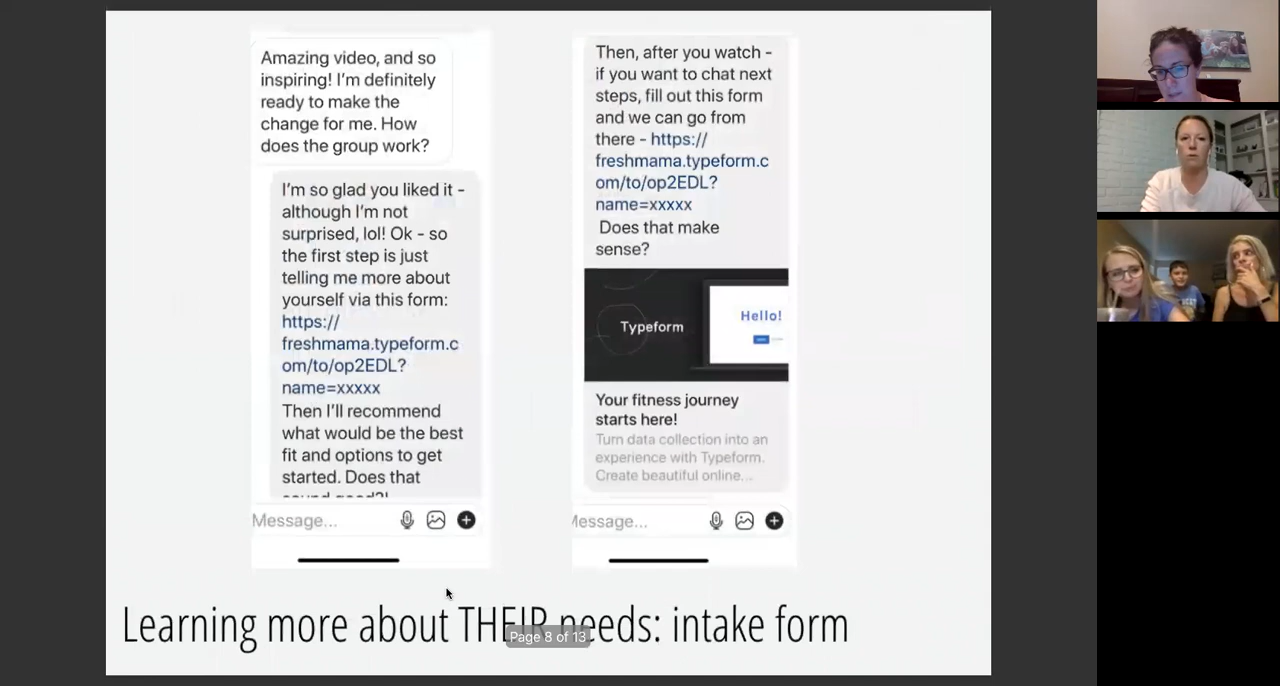 Amazing video, and so
inspiring! I'm definitely
ready to make the
change for me. How
does the group work?
I'm so glad you liked it -
although I'm not
surprised, lol! Ok - so
the first step is just
telling me more about
yourself via this form:
https://
freshmama.typeform.c
om/to/op2EDL?
name=xxxxx
Then I'll recommend
what would be the best
fit and options to get
started. Does that
sound good?!
Message...
Then, after you watch -
if you want to chat next
steps, fill out this form
and we can go from
there - https://
freshmama.typeform.c
om/to/op2EDL?
name=xxxxx
Does that make
sense?
Typeform
Hello!
Your fitness journey
starts here!
Turn data collection into an
experience with Typeform.
Create beautiful online...
Message...
Learning more about THEIR needs: intake form
Page 8 of 13